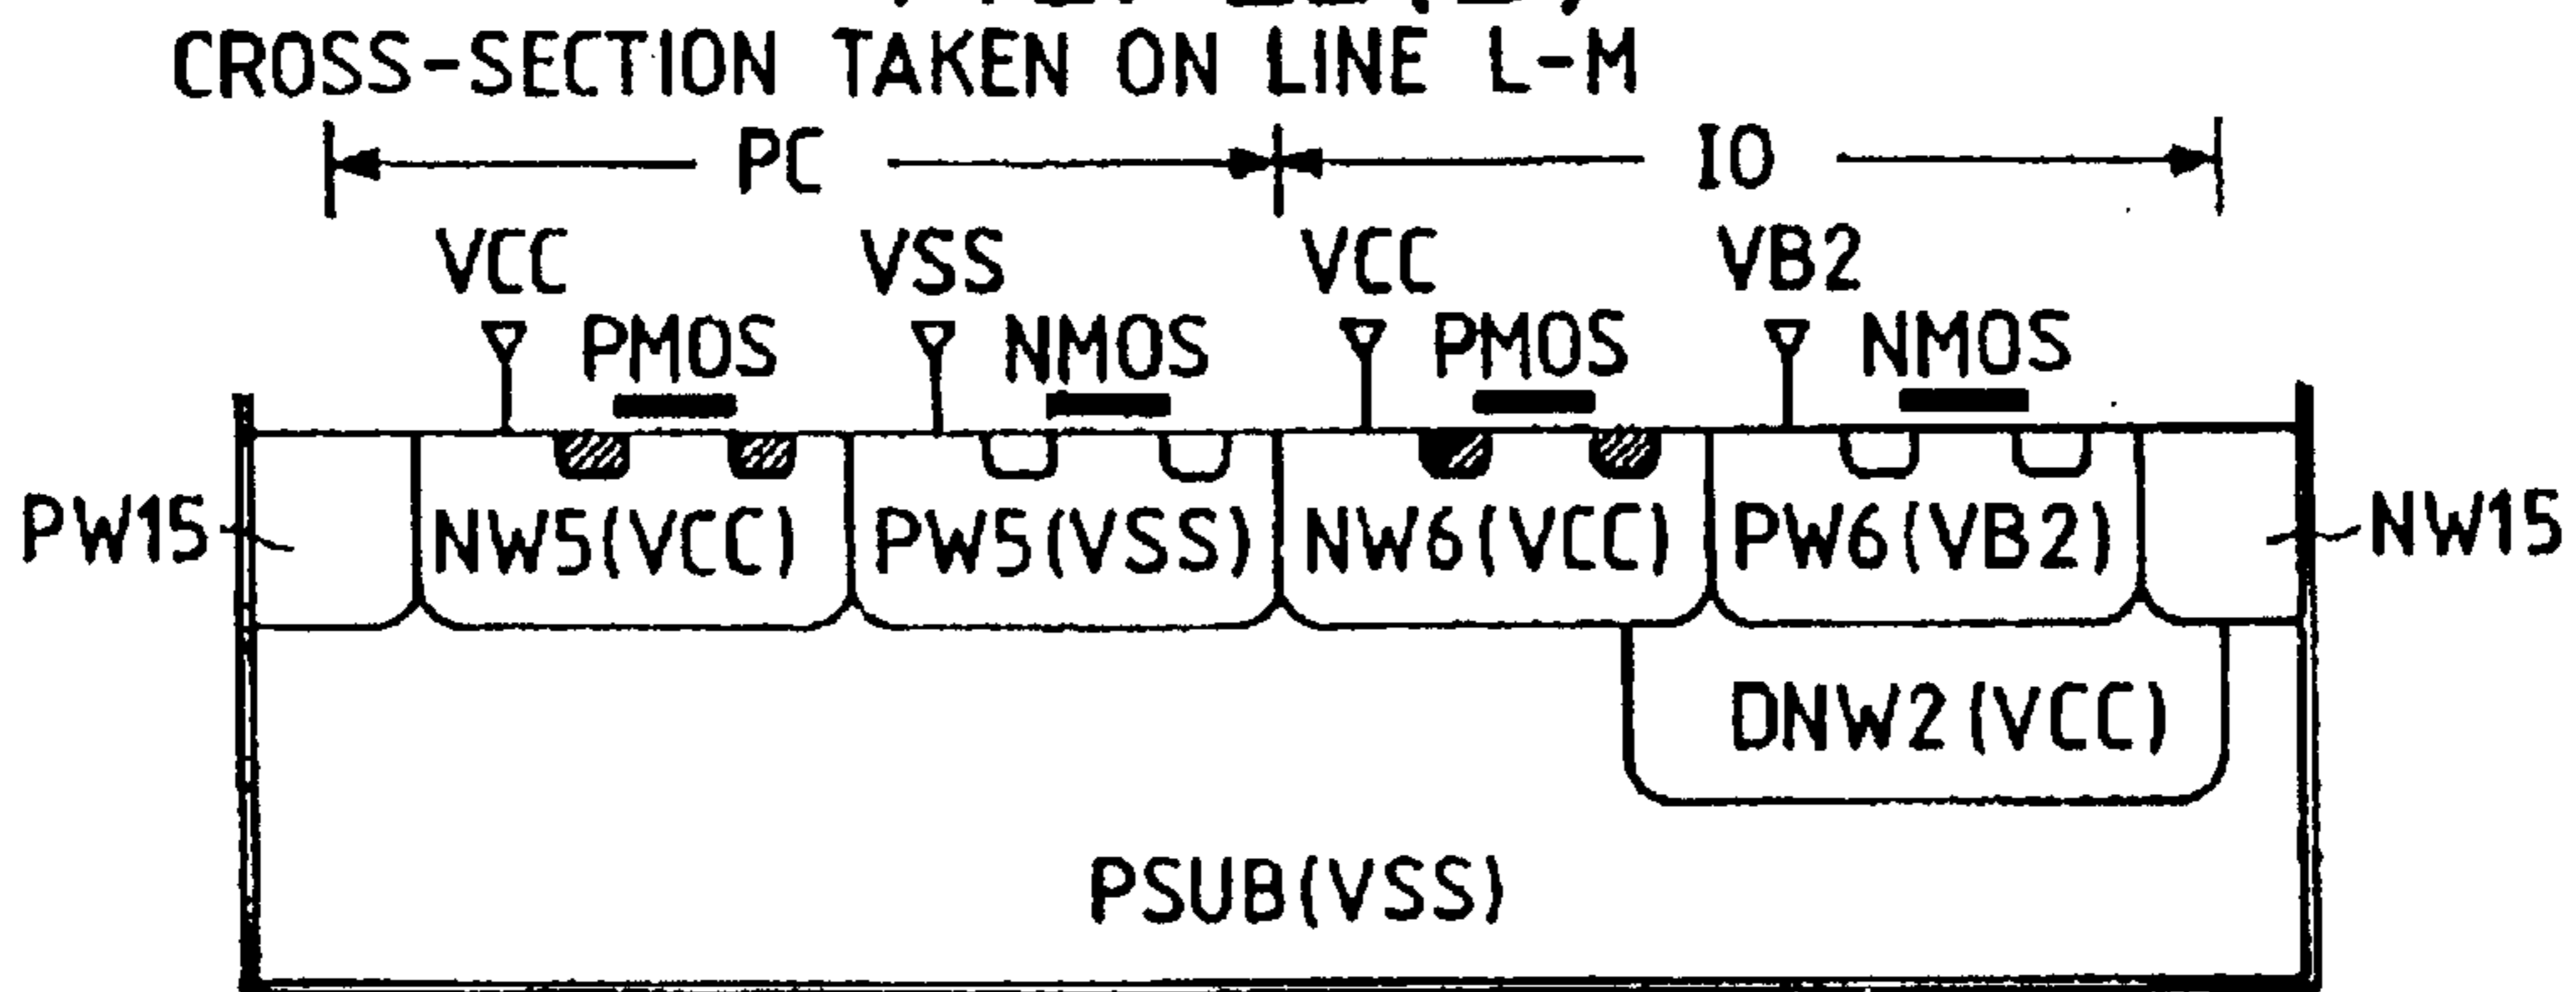 CROSS-SECTION TAKEN ON LINE L-M
PC IO
VCC VSS VCC VB2
PMOS NMOS PMOS NMOS
PW15 NW5(VCC) PW5(VSS) NW6(VCC) PW6(VB2) NW15
DNW2(VCC)
PSUB(VSS)